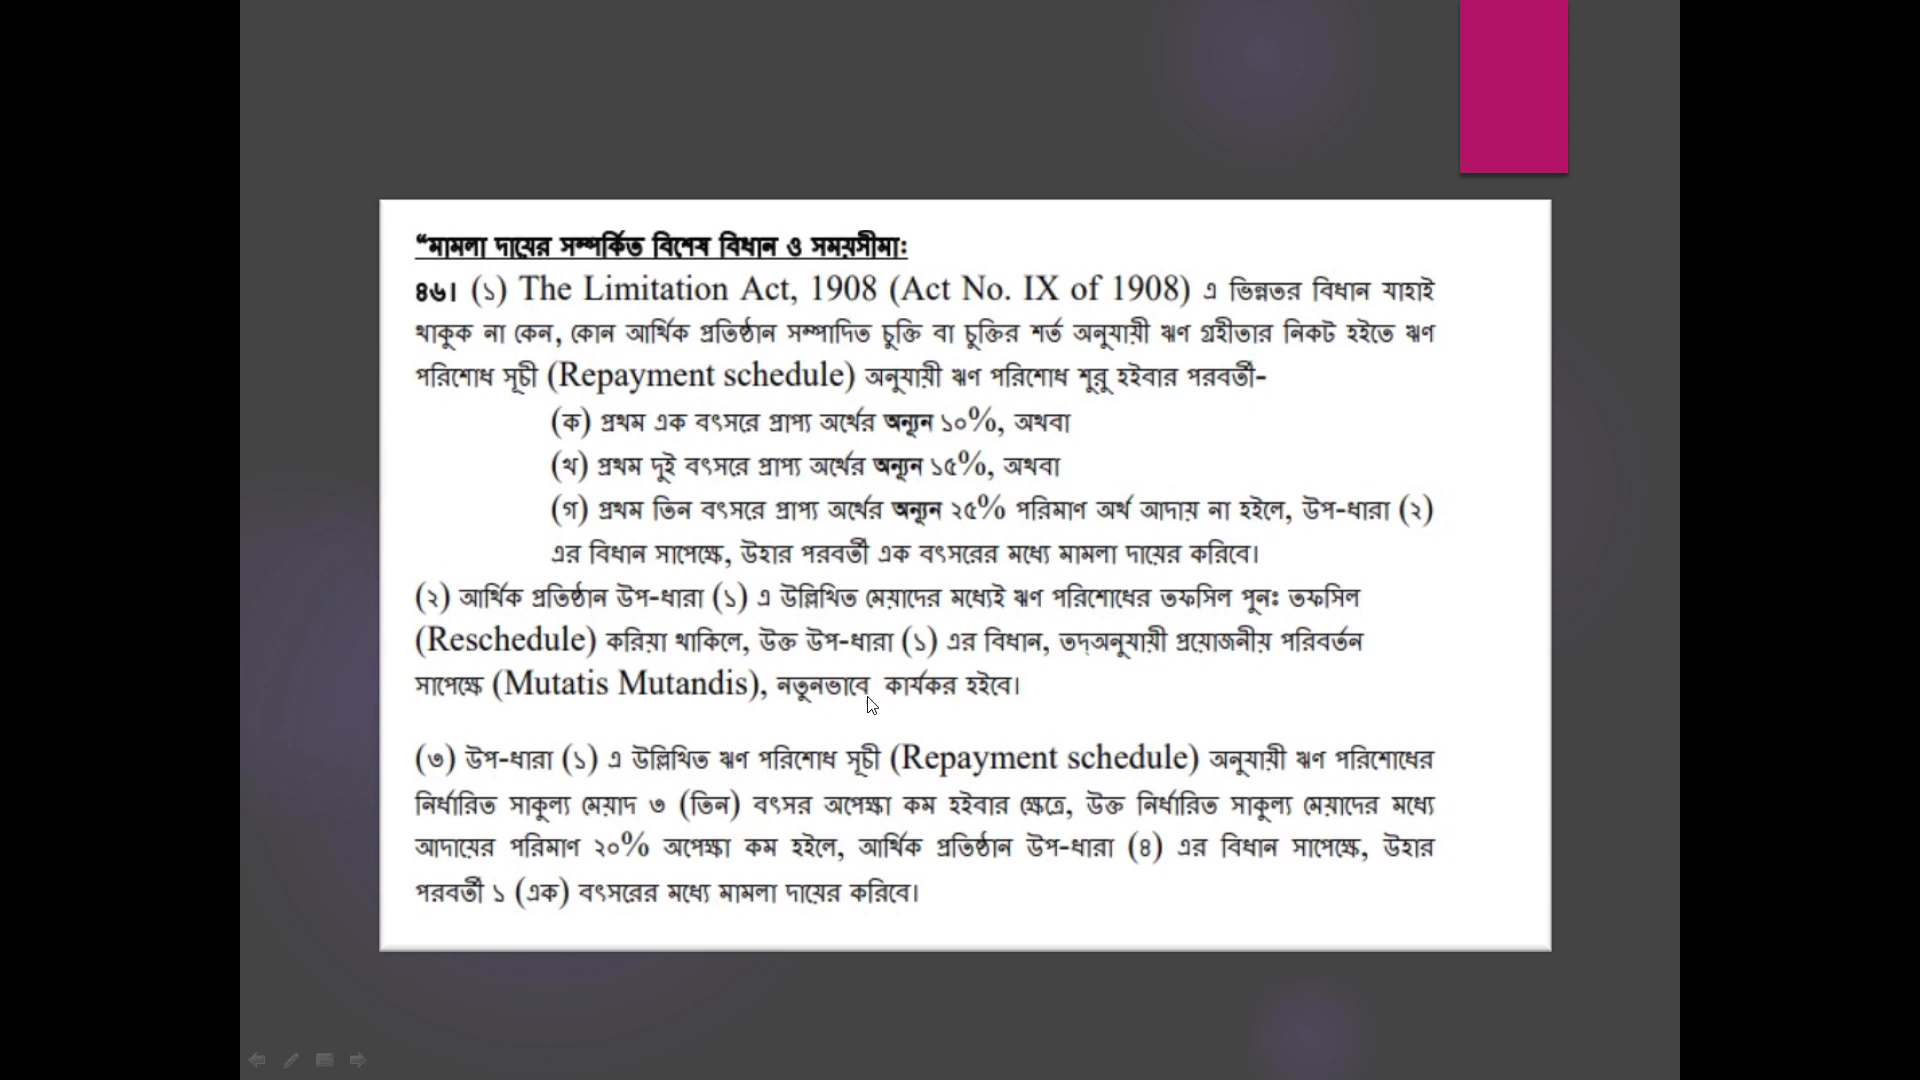 “মামলা দায়ের সম্পর্কিত বিশেষ বিধান ও সময়সীমাঃ
৪৬। (১) The Limitation Act, 1908 (Act No. IX of 1908) এ ভিন্নতর বিধান যাহাই
থাকুক না কেন, কোন আর্থিক প্রতিষ্ঠান সম্পাদিত চুক্তি বা চুক্তির শর্ত অনুযায়ী ঋণ গ্রহীতার নিকট হইতে ঋণ
পরিশোধ সূচী (Repayment schedule) অনুযায়ী ঋণ পরিশোধ শুরু হইবার পরবর্তী-
(ক) প্রথম এক বৎসরে প্রাপ্য অর্থের অন্যূন ১০%, অথবা
(খ) প্রথম দুই বৎসরে প্রাপ্য অর্থের অন্যূন ১৫%, অথবা
(গ) প্রথম তিন বৎসরে প্রাপ্য অর্থের অন্যূন ২৫% পরিমাণ অর্থ আদায় না হইলে, উপ-ধারা (২)
এর বিধান সাপেক্ষে, উহার পরবর্তী এক বৎসরের মধ্যে মামলা দায়ের করিবে।
(২) আর্থিক প্রতিষ্ঠান উপ-ধারা (১) এ উল্লিখিত মেয়াদের মধ্যেই ঋণ পরিশোধের তফসিল পুনঃ তফসিল
(Reschedule) করিয়া থাকিলে, উক্ত উপ-ধারা (১) এর বিধান, তদ্অনুযায়ী প্রয়োজনীয় পরিবর্তন
সাপেক্ষে (Mutatis Mutandis), নতুনভাবে কার্যকর হইবে।
(৩) উপ-ধারা (১) এ উল্লিখিত ঋণ পরিশোধ সূচী (Repayment schedule) অনুযায়ী ঋণ পরিশোধের
নির্ধারিত সাকুল্য মেয়াদ ৩ (তিন) বৎসর অপেক্ষা কম হইবার ক্ষেত্রে, উক্ত নির্ধারিত সাকুল্য মেয়াদের মধ্যে
আদায়ের পরিমাণ ২০% অপেক্ষা কম হইলে, আর্থিক প্রতিষ্ঠান উপ-ধারা (৪) এর বিধান সাপেক্ষে, উহার
পরবর্তী ১ (এক) বৎসরের মধ্যে মামলা দায়ের করিবে।